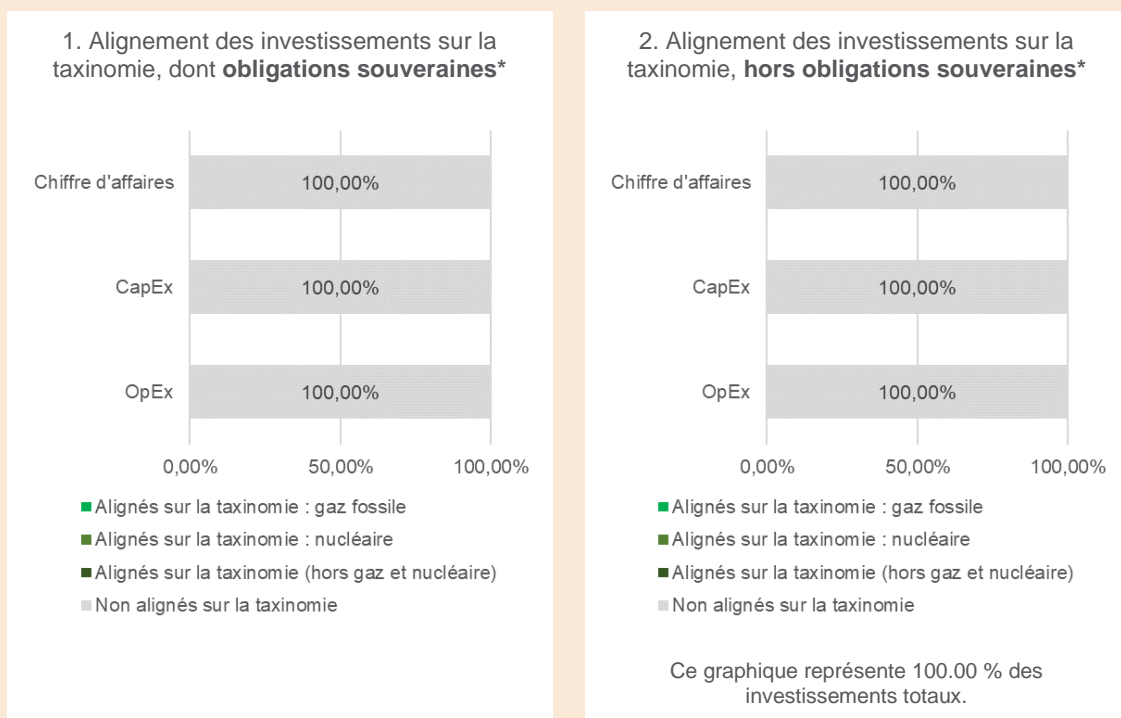 1. Alignement des investissements sur la
taxinomie, dont obligations souveraines*
Chiffre d'affaires
100,00%
CapEx
100,00%
OpEx
100,00%
0,00%
50,00%
100,00%
Alignés sur la taxinomie : gaz fossile
Alignés sur la taxinomie : nucléaire
Alignés sur la taxinomie (hors gaz et nucléaire)
Non alignés sur la taxinomie
2. Alignement des investissements sur la
taxinomie, hors obligations souveraines*
Chiffre d'affaires
100,00%
CapEx
100,00%
OpEx
100,00%
0,00%
50,00%
100,00%
Alignés sur la taxinomie : gaz fossile
Alignés sur la taxinomie : nucléaire
Alignés sur la taxinomie (hors gaz et nucléaire)
Non alignés sur la taxinomie
Ce graphique représente 100.00 % des
investissements totaux.